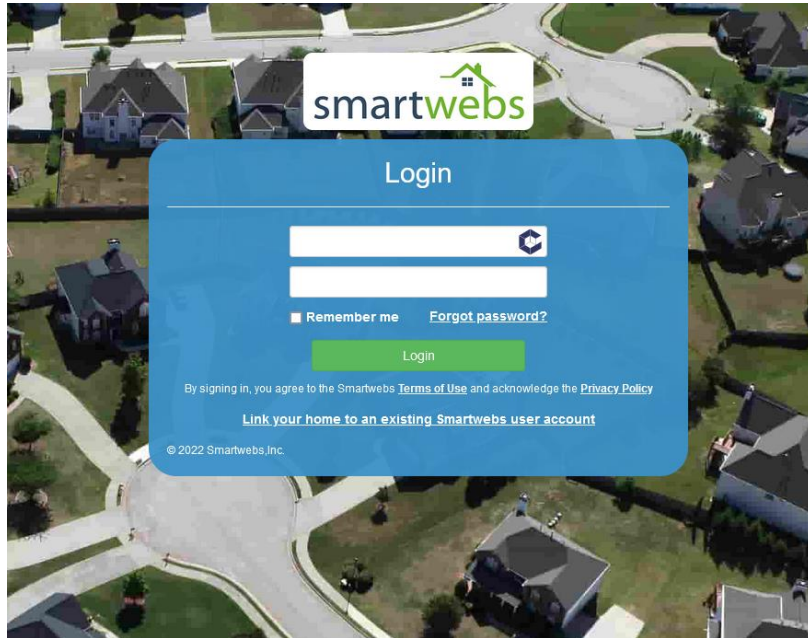 smartwebs
Login
Remember me Forgot password?
Login
By signing in, you agree to the Smartwebs Terms of Use and acknowledge the Privacy Policy
Link your home to an existing Smartwebs user account
© 2022 Smartwebs,Inc.